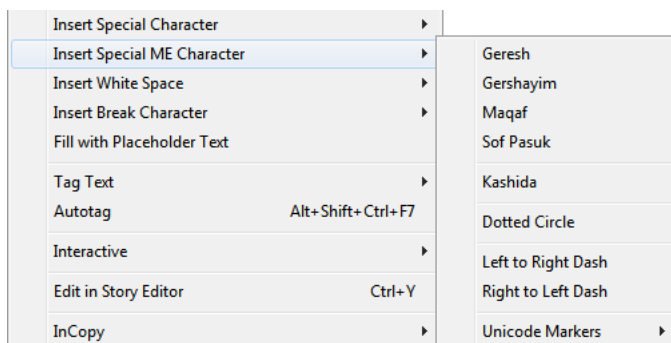 Insert Special Character
Insert Special ME Character
Insert White Space
Insert Break Character
Fill with Placeholder Text
Tag Text
Autotag Alt+Shift+Ctrl+F7
Interactive
Edit in Story Editor Ctrl+Y
InCopy
Geresh
Gershayim
Maqaf
Sof Pasuk
Kashida
Dotted Circle
Left to Right Dash
Right to Left Dash
Unicode Markers